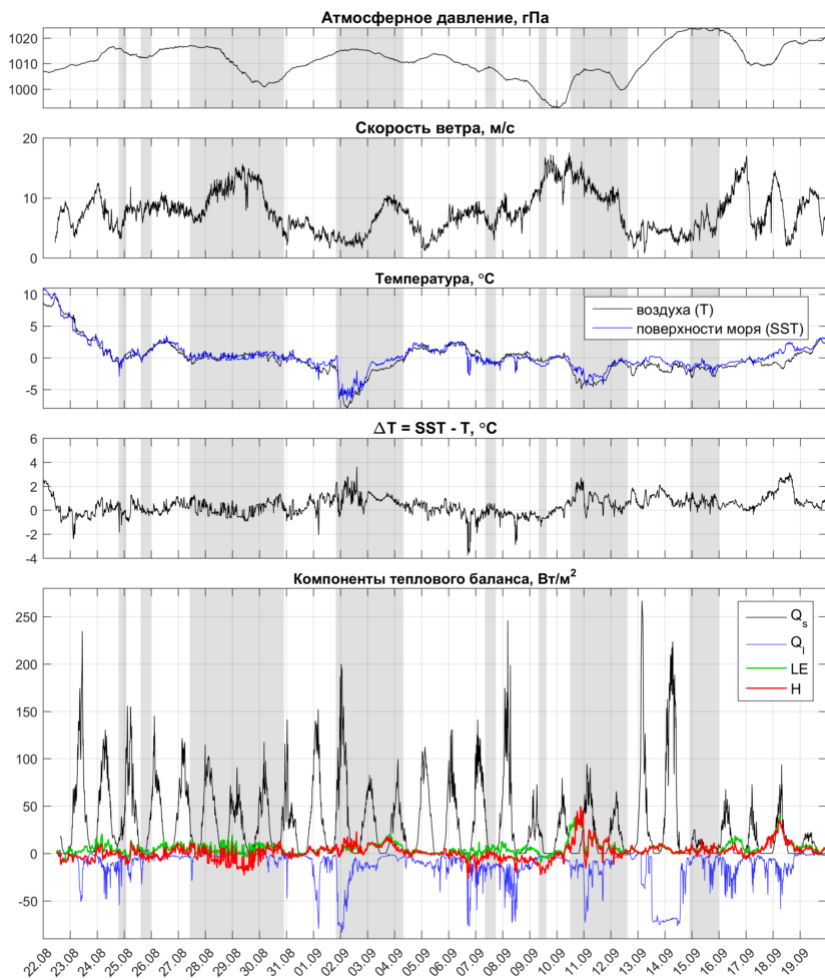 Атмосферное давление, гПа
1020
1010
1000
Скорость ветра, м/с
20
10
0
Температура, °C
10
5
0
-5
воздуха (T)
поверхности моря (SST)
ΔT = SST - T, °C
6
4
2
0
-2
-4
Компоненты теплового баланса, Вт/м²
250
200
150
100
50
0
-50
Qs
Ql
LE
H
22.08 23.08 24.08 25.08 26.08 27.08 28.08 29.08 30.08 31.08 01.09 02.09 03.09 04.09 05.09 06.09 07.09 08.09 09.09 10.09 11.09 12.09 13.09 14.09 15.09 16.09 17.09 18.09 19.09